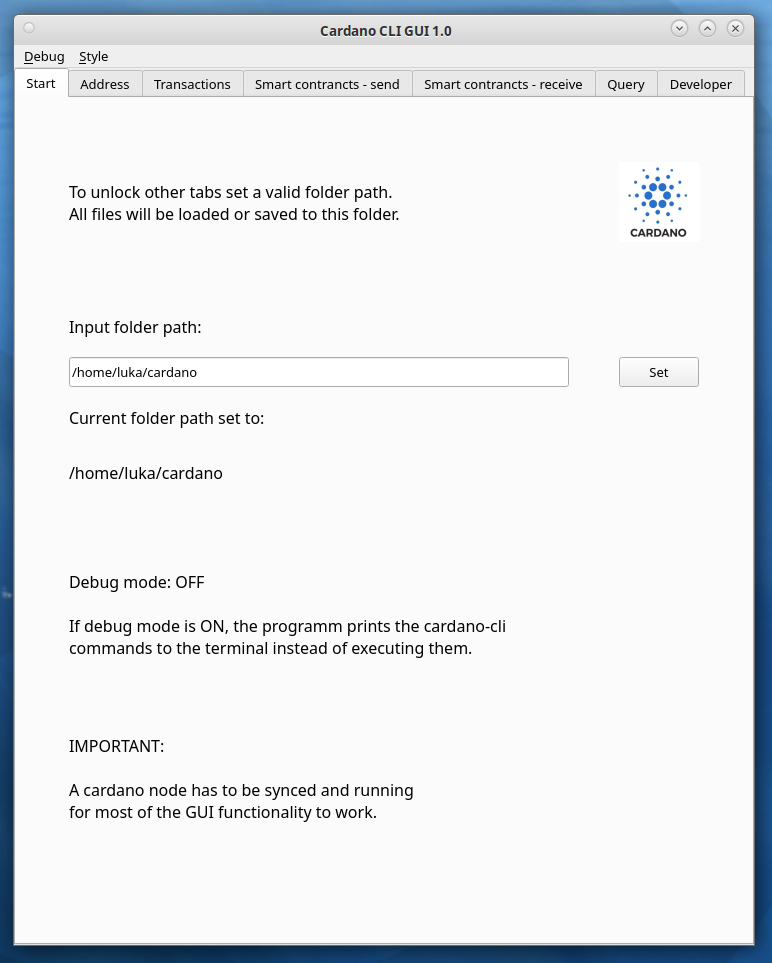 Cardano CLI GUI 1.0
Debug Style
Start Address Transactions Smart contrancts - send Smart contrancts - receive Query Developer
To unlock other tabs set a valid folder path.
All files will be loaded or saved to this folder.
CARDANO
Input folder path:
/home/luka/cardano Set
Current folder path set to:
/home/luka/cardano
Debug mode: OFF
If debug mode is ON, the programm prints the cardano-cli
commands to the terminal instead of executing them.
IMPORTANT:
A cardano node has to be synced and running
for most of the GUI functionality to work.